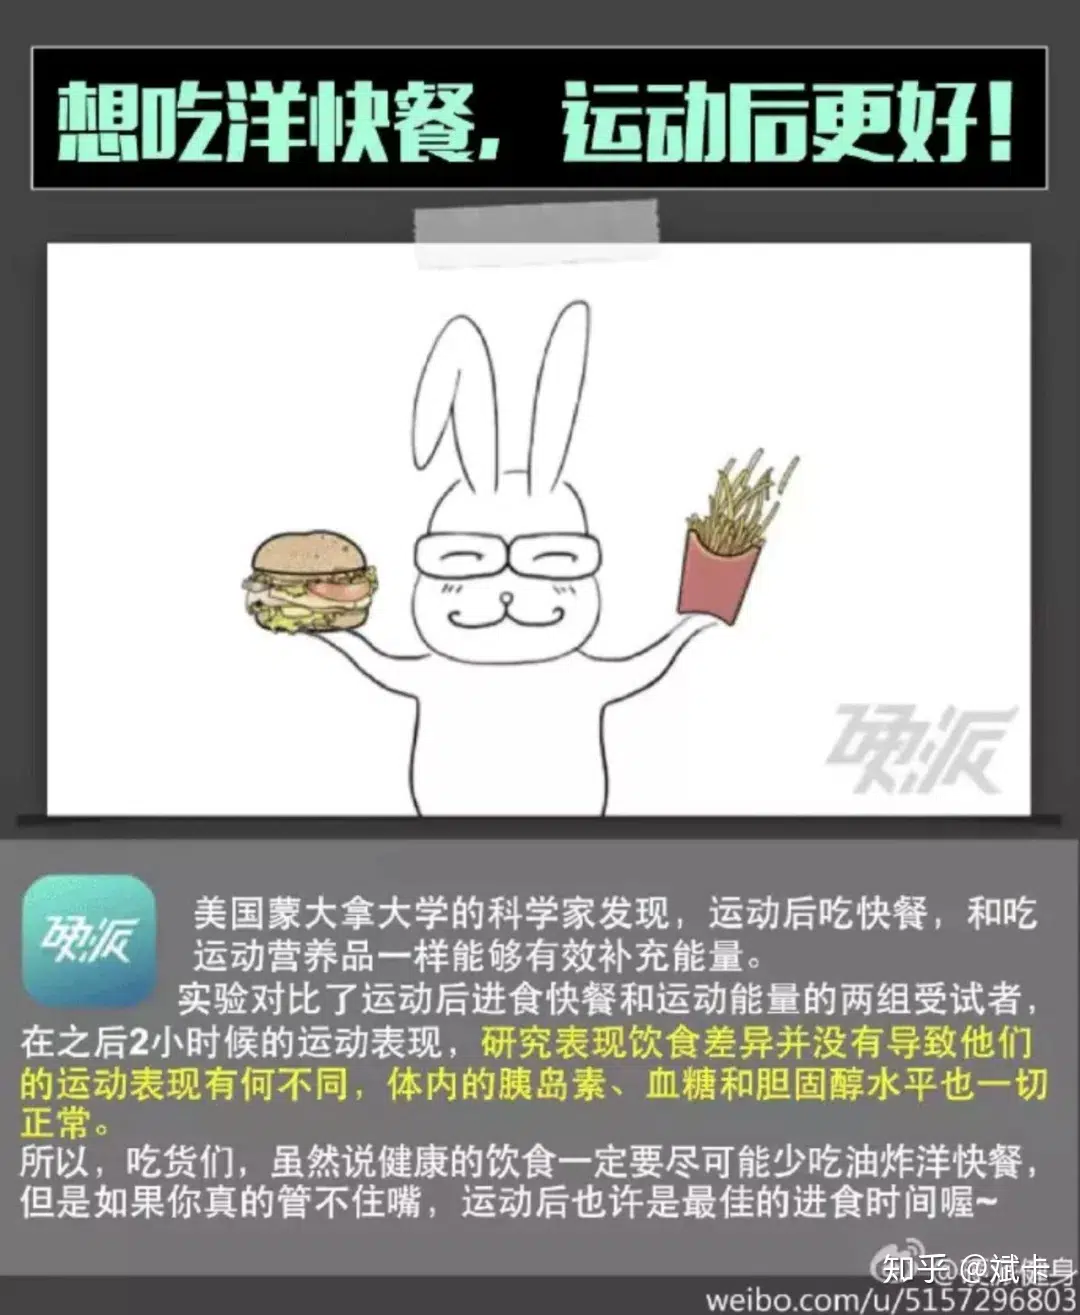 想吃洋快餐，运动后更好！
硬派
硬派
美国蒙大拿大学的科学家发现，运动后吃快餐，和吃
运动营养品一样能够有效补充能量。
实验对比了运动后进食快餐和运动能量的两组受试者，
在之后2小时候的运动表现，研究表现饮食差异并没有导致他们
的运动表现有何不同，体内的胰岛素、血糖和胆固醇水平也一切
正常。
所以，吃货们，虽然说健康的饮食一定要尽可能少吃油炸洋快餐，
但是如果你真的管不住嘴，运动后也许是最佳的进食时间喔~
知乎 @斌卡
weibo.com/u/5157296803